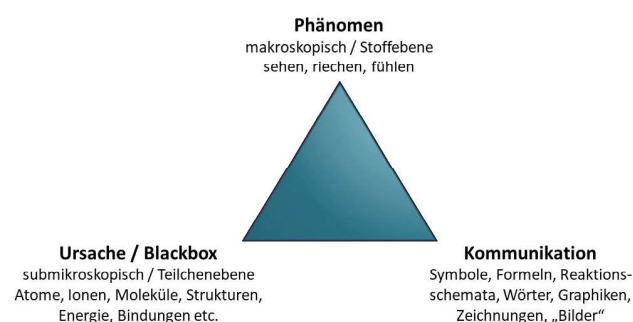 Phänomen
makroskopisch / Stoffebene
sehen, riechen, fühlen
Ursache / Blackbox
submikroskopisch / Teilchenebene
Atome, Ionen, Moleküle, Strukturen,
Energie, Bindungen etc.
Kommunikation
Symbole, Formeln, Reaktions-
schemata, Wörter, Graphiken,
Zeichnungen, „Bilder“